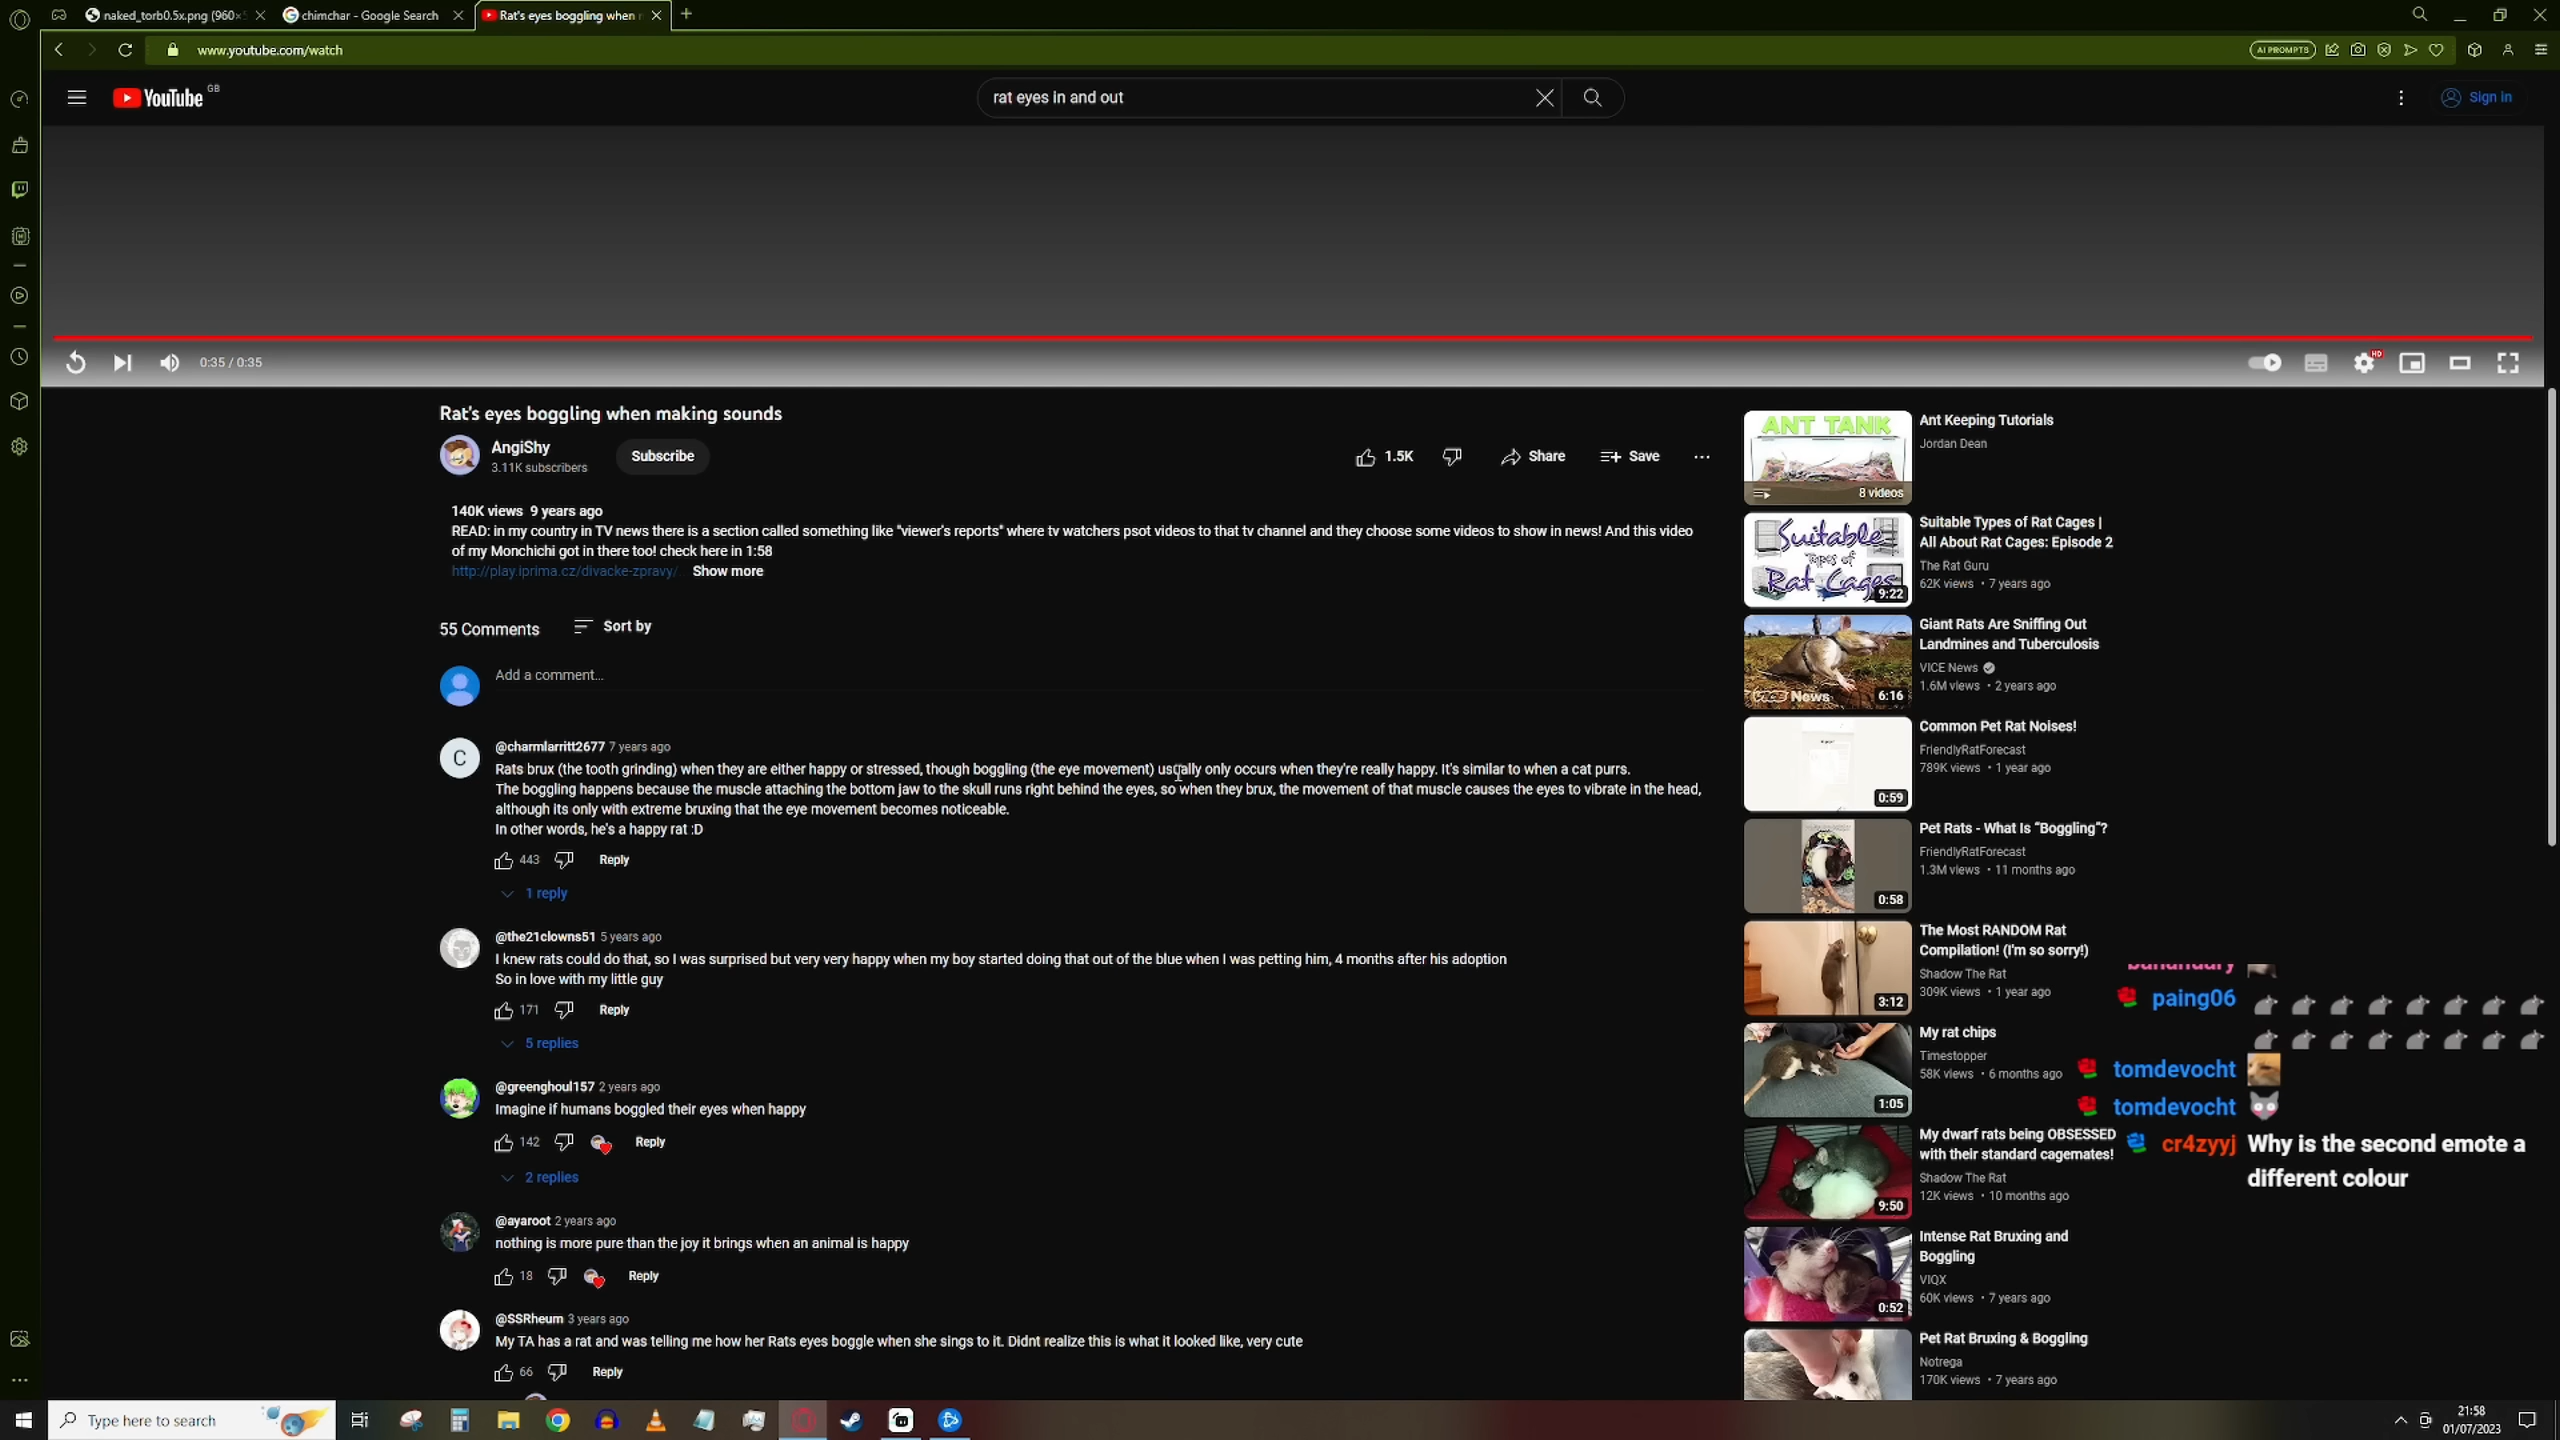 naked_torb0.5x.png (960×
chimchar - Google Search
Rat's eyes boggling when
www.youtube.com/watch
AI PROMPTS
YouTube GB
rat eyes in and out
Sign in
0:35 / 0:35
HD
Rat's eyes boggling when making sounds
AngiShy
3.11K subscribers
Subscribe
1.5K
Share
Save
140K views 9 years ago
READ: in my country in TV news there is a section called something like "viewer's reports" where tv watchers psot videos to that tv channel and they choose some videos to show in news! And this video
of my Monchichi got in there too! check here in 1:58
http://play.iprima.cz/divacke-zpravy/ Show more
55 Comments
Sort by
Add a comment...
C
@charmlarritt2677 7 years ago
Rats brux (the tooth grinding) when they are either happy or stressed, though boggling (the eye movement) usually only occurs when they're really happy. It's similar to when a cat purrs.
The boggling happens because the muscle attaching the bottom jaw to the skull runs right behind the eyes, so when they brux, the movement of that muscle causes the eyes to vibrate in the head,
although its only with extreme bruxing that the eye movement becomes noticeable.
In other words, he's a happy rat :D
443 Reply
1 reply
@the21clowns51 5 years ago
I knew rats could do that, so I was surprised but very very happy when my boy started doing that out of the blue when I was petting him, 4 months after his adoption
So in love with my little guy
171 Reply
5 replies
@greenghoul157 2 years ago
Imagine if humans boggled their eyes when happy
142 Reply
2 replies
@ayaroot 2 years ago
nothing is more pure than the joy it brings when an animal is happy
18 Reply
@SSRheum 3 years ago
My TA has a rat and was telling me how her Rats eyes boggle when she sings to it. Didnt realize this is what it looked like, very cute
66 Reply
ANT TANK
8 videos
Ant Keeping Tutorials
Jordan Dean
Suitable
Types of
Rat Cages
9:22
Suitable Types of Rat Cages |
All About Rat Cages: Episode 2
The Rat Guru
62K views • 7 years ago
News
6:16
Giant Rats Are Sniffing Out
Landmines and Tuberculosis
VICE News
1.6M views • 2 years ago
0:59
Common Pet Rat Noises!
FriendlyRatForecast
789K views • 1 year ago
0:58
Pet Rats - What Is “Boggling”?
FriendlyRatForecast
1.3M views • 11 months ago
3:12
The Most RANDOM Rat
Compilation! (I'm so sorry!)
Shadow The Rat
309K views • 1 year ago
1:05
My rat chips
Timestopper
58K views • 6 months ago
9:50
My dwarf rats being OBSESSED
with their standard cagemates!
Shadow The Rat
12K views • 10 months ago
0:52
Intense Rat Bruxing and
Boggling
VIQX
60K views • 7 years ago
Pet Rat Bruxing & Boggling
Notrega
170K views • 7 years ago
paing06
tomdevocht
tomdevocht
cr4zyyj Why is the second emote a
different colour
Type here to search
21:58
01/07/2023